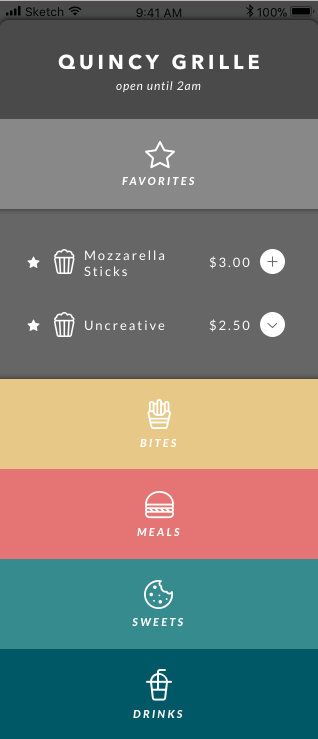 Sketch 9:41 AM 100%
QUINCY GRILLE
open until 2am
FAVORITES
Mozzarella
Sticks $3.00
Uncreative $2.50
BITES
MEALS
SWEETS
DRINKS